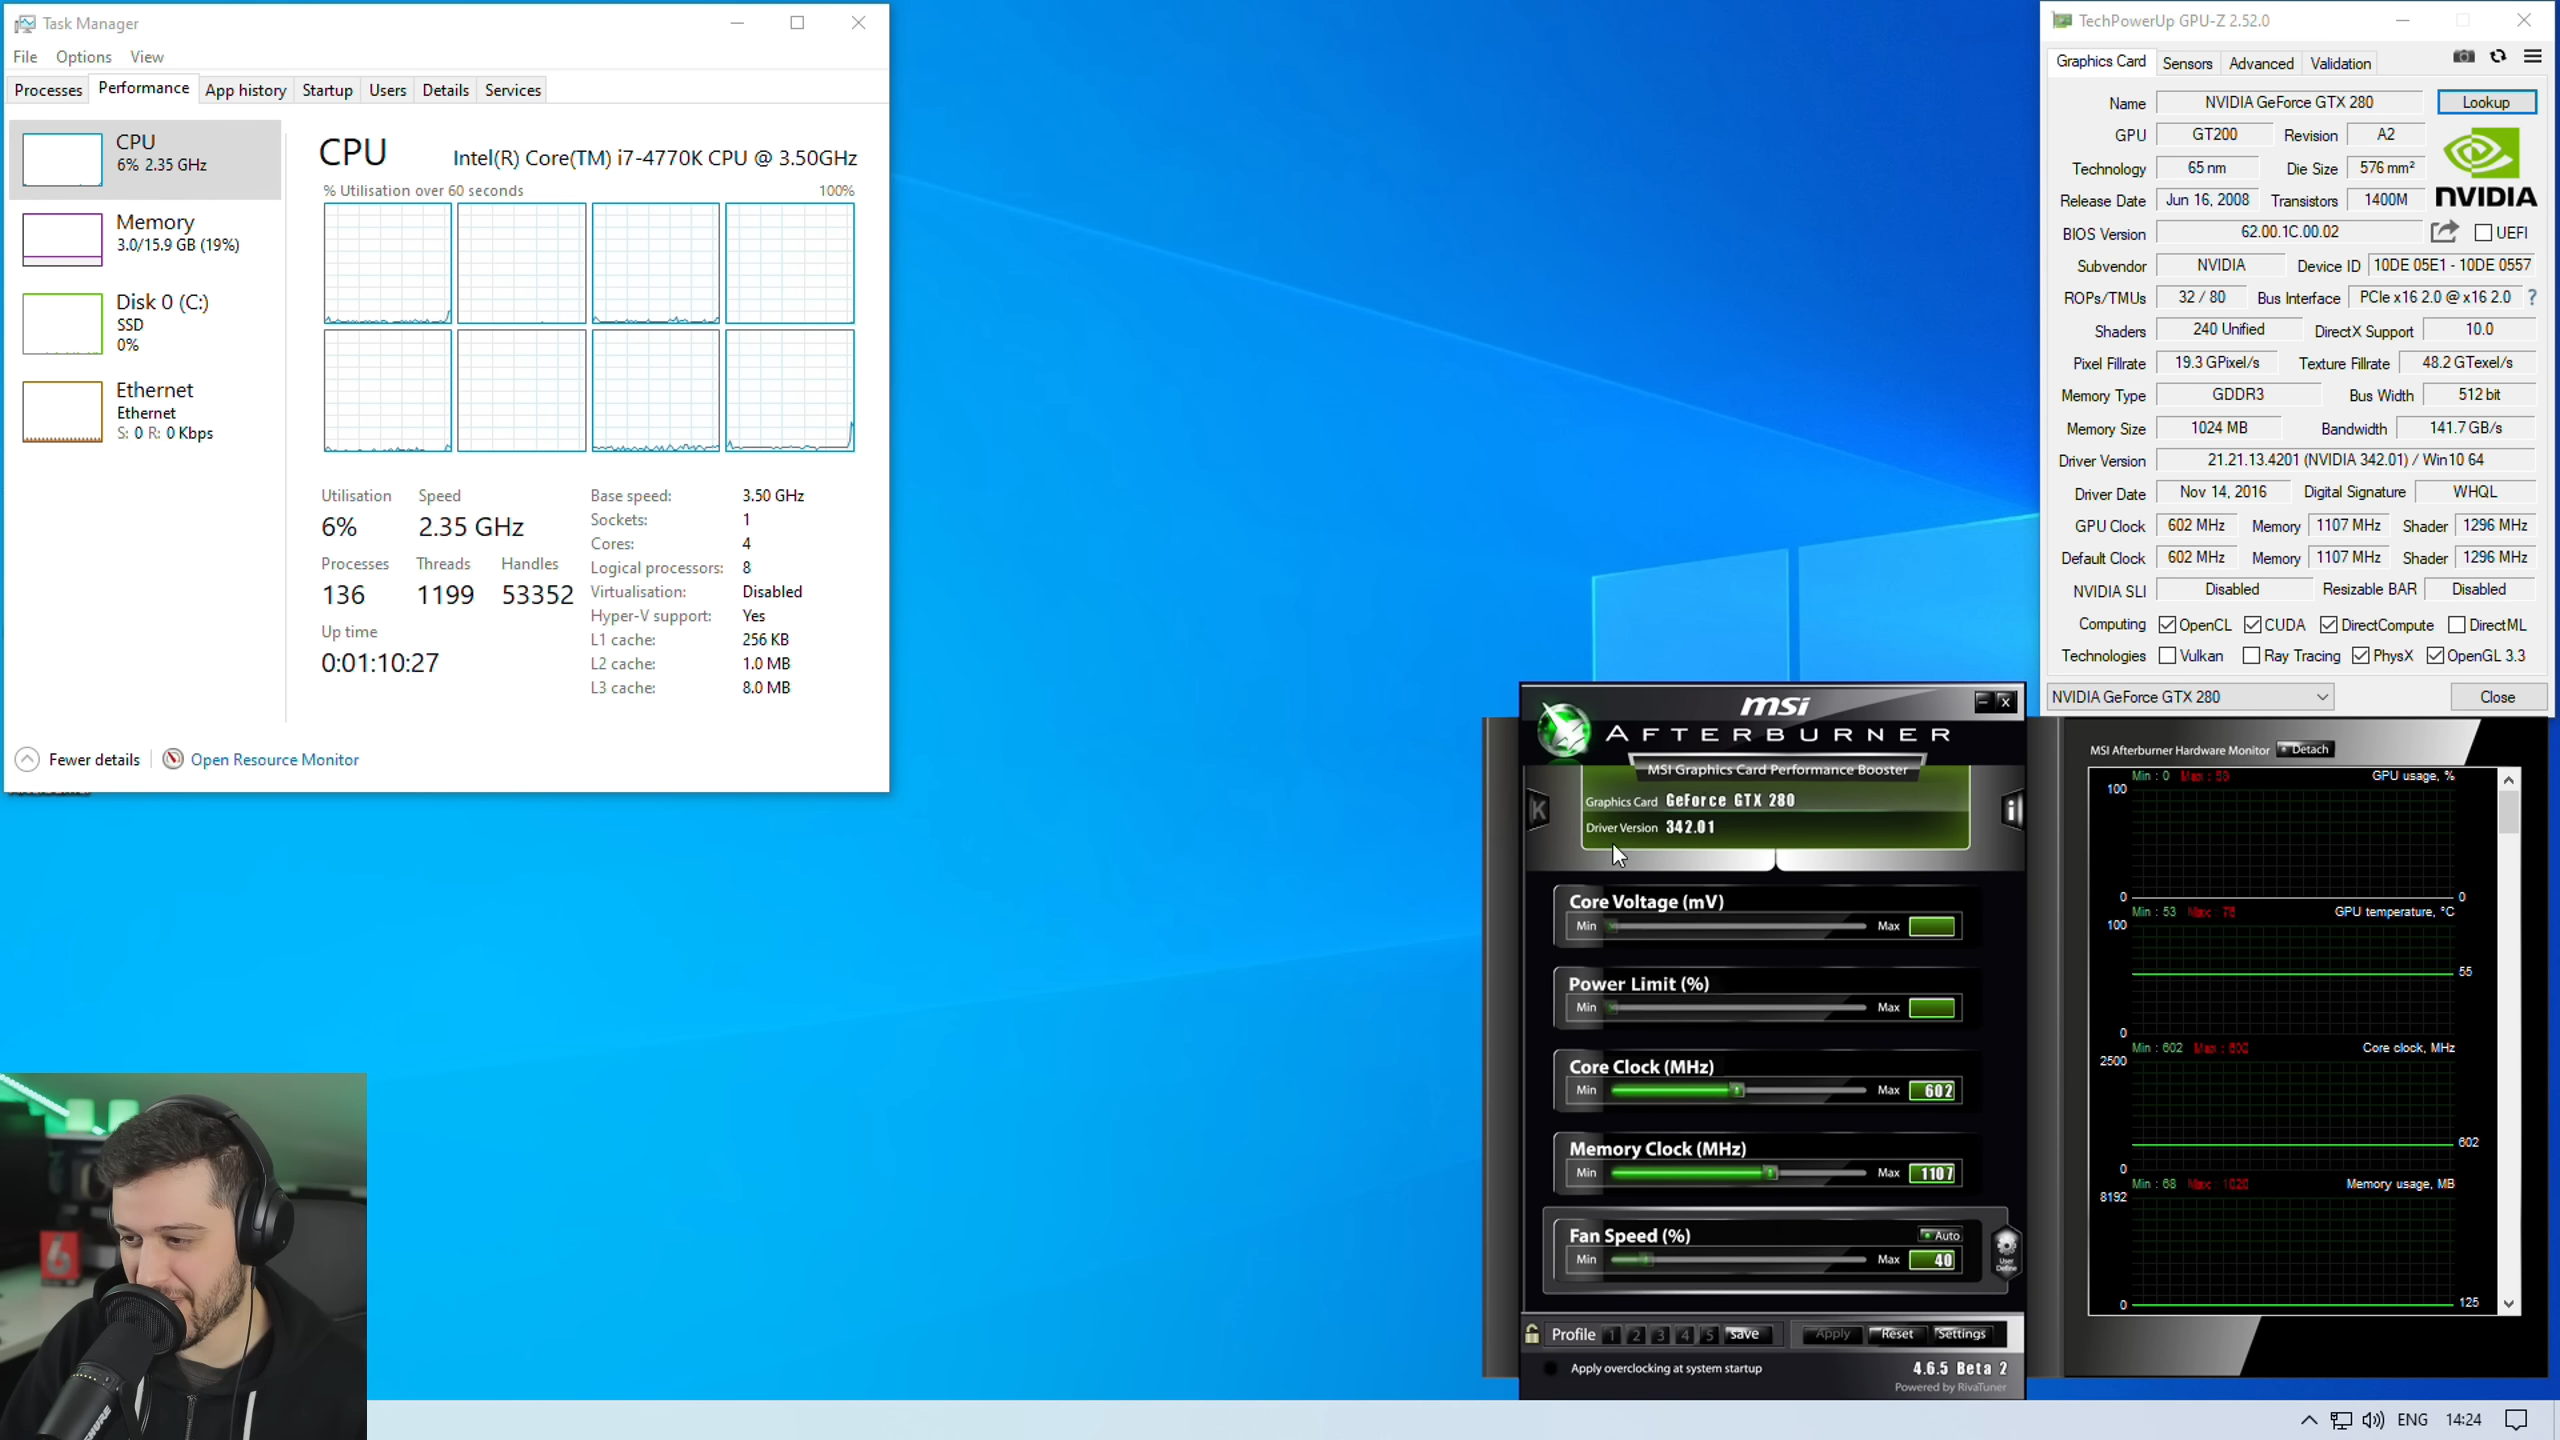 Task Manager
File Options View
Processes Performance App history Startup Users Details Services
CPU
6% 2.35 GHz
Memory
3.0/15.9 GB (19%)
Disk 0 (C:)
SSD
0%
Ethernet
Ethernet
S: 0 R: 0 Kbps
CPU Intel(R) Core(TM) i7-4770K CPU @ 3.50GHz
% Utilisation over 60 seconds 100%
Utilisation Speed
6% 2.35 GHz
Processes Threads Handles
136 1199 53352
Up time
0:01:10:27
Base speed: 3.50 GHz
Sockets: 1
Cores: 4
Logical processors: 8
Virtualisation: Disabled
Hyper-V support: Yes
L1 cache: 256 KB
L2 cache: 1.0 MB
L3 cache: 8.0 MB
Fewer details Open Resource Monitor
TechPowerUp GPU-Z 2.52.0
Graphics Card Sensors Advanced Validation
Name NVIDIA GeForce GTX 280 Lookup
GPU GT200 Revision A2
Technology 65 nm Die Size 576 mm²
NVIDIA
Release Date Jun 16, 2008 Transistors 1400M
BIOS Version 62.00.1C.00.02 UEFI
Subvendor NVIDIA Device ID 10DE 05E1 - 10DE 0557
ROPs/TMUs 32 / 80 Bus Interface PCIe x16 2.0 @ x16 2.0 ?
Shaders 240 Unified DirectX Support 10.0
Pixel Fillrate 19.3 GPixel/s Texture Fillrate 48.2 GTexel/s
Memory Type GDDR3 Bus Width 512 bit
Memory Size 1024 MB Bandwidth 141.7 GB/s
Driver Version 21.21.13.4201 (NVIDIA 342.01) / Win10 64
Driver Date Nov 14, 2016 Digital Signature WHQL
GPU Clock 602 MHz Memory 1107 MHz Shader 1296 MHz
Default Clock 602 MHz Memory 1107 MHz Shader 1296 MHz
NVIDIA SLI Disabled Resizable BAR Disabled
Computing OpenCL CUDA DirectCompute DirectML
Technologies Vulkan Ray Tracing PhysX OpenGL 3.3
NVIDIA GeForce GTX 280 Close
msi
AFTERBURNER
MSI Graphics Card Performance Booster
K i
Graphics Card GeForce GTX 280
Driver Version 342.01
Core Voltage (mV)
Min Max
Power Limit (%)
Min Max
Core Clock (MHz)
Min Max 602
Memory Clock (MHz)
Min Max 1107
Fan Speed (%) Auto
Min Max 40
User Define
Profile 1 2 3 4 5 Save Apply Reset Settings
Apply overclocking at system startup 4.6.5 Beta 2
Powered by RivaTuner
MSI Afterburner Hardware Monitor Detach
Min : 0 GPU usage, %
100
0 0
Min : 53 GPU temperature, °C
100
55
0
Min : 602 Core clock, MHz
2500
602
0
Min : 68 Memory usage, MB
8192
0 125
6
SHURE
ENG 14:24